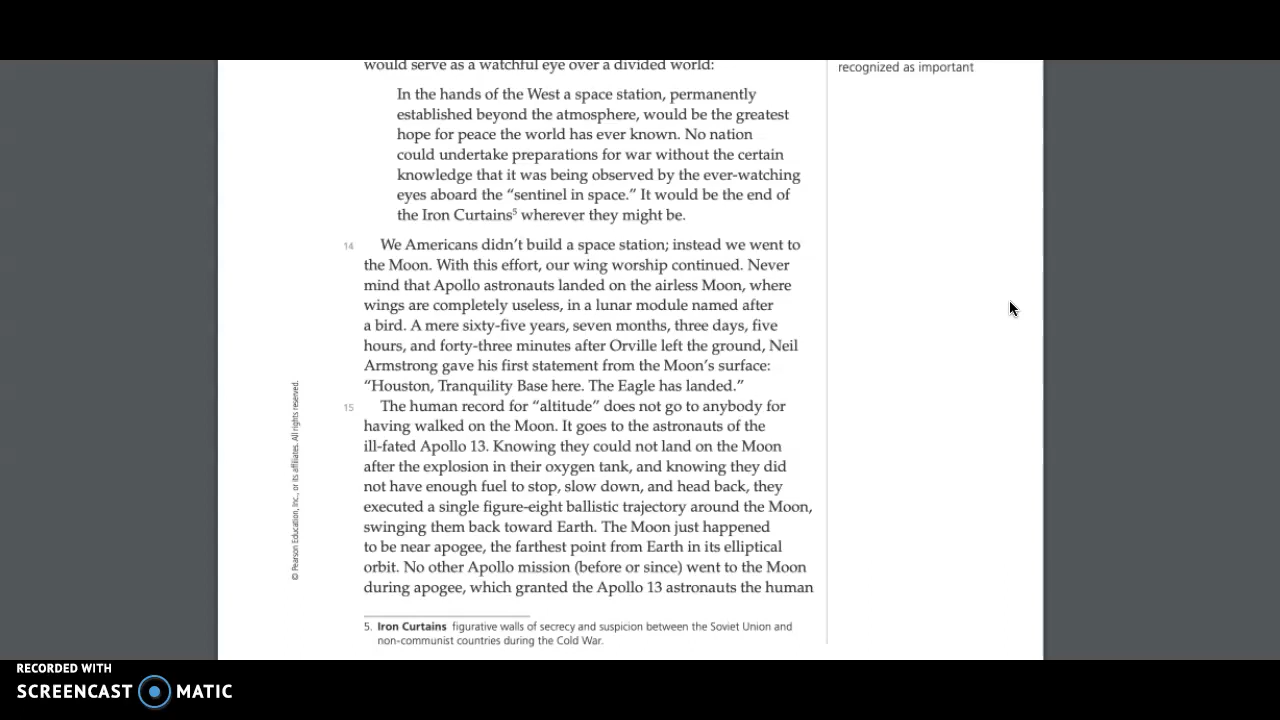 would serve as a watchful eye over a divided world:
recognized as important
In the hands of the West a space station, permanently
established beyond the atmosphere, would be the greatest
hope for peace the world has ever known. No nation
could undertake preparations for war without the certain
knowledge that it was being observed by the ever-watching
eyes aboard the “sentinel in space.” It would be the end of
the Iron Curtains5 wherever they might be.
14 We Americans didn’t build a space station; instead we went to
the Moon. With this effort, our wing worship continued. Never
mind that Apollo astronauts landed on the airless Moon, where
wings are completely useless, in a lunar module named after
a bird. A mere sixty-five years, seven months, three days, five
hours, and forty-three minutes after Orville left the ground, Neil
Armstrong gave his first statement from the Moon’s surface:
“Houston, Tranquility Base here. The Eagle has landed.”
15 The human record for “altitude” does not go to anybody for
having walked on the Moon. It goes to the astronauts of the
ill-fated Apollo 13. Knowing they could not land on the Moon
after the explosion in their oxygen tank, and knowing they did
not have enough fuel to stop, slow down, and head back, they
executed a single figure-eight ballistic trajectory around the Moon,
swinging them back toward Earth. The Moon just happened
to be near apogee, the farthest point from Earth in its elliptical
orbit. No other Apollo mission (before or since) went to the Moon
during apogee, which granted the Apollo 13 astronauts the human
5. Iron Curtains figurative walls of secrecy and suspicion between the Soviet Union and
non-communist countries during the Cold War.
© Pearson Education, Inc., or its affiliates. All rights reserved.
RECORDED WITH
SCREENCAST MATIC